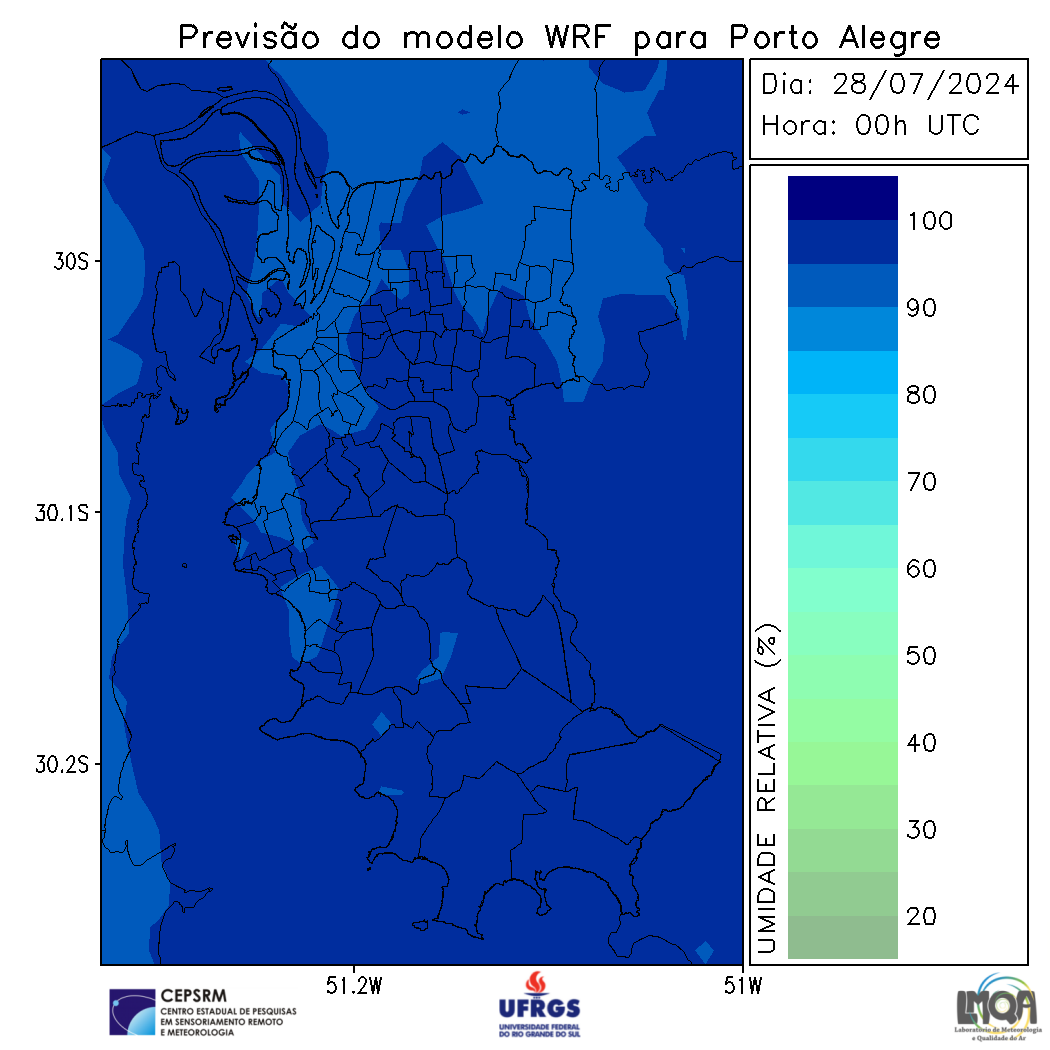 Previsão do modelo WRF para Porto Alegre
Dia: 28/07/2024
Hora: 00h UTC
30S
30.1S
30.2S
51.2W
51W
UMIDADE RELATIVA (%)
100
90
80
70
60
50
40
30
20
CEPSRM
CENTRO ESTADUAL DE PESQUISAS
EM SENSORIAMENTO REMOTO
E METEOROLOGIA
UFRGS
UNIVERSIDADE FEDERAL
DO RIO GRANDE DO SUL
LMQA
Laboratório de Meteorologia
e Qualidade do Ar